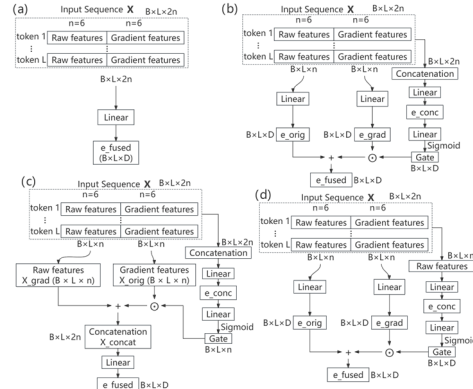 (a)
Input Sequence X B×L×2n
n=6 n=6
token 1 Raw features Gradient features
token L Raw features Gradient features
B×L×2n
Linear
e_fused
(B×L×D)
(b)
Input Sequence X B×L×2n
n=6 n=6
token 1 Raw features Gradient features
token L Raw features Gradient features
B×L×2n
B×L×n B×L×n
Concatenation
Linear Linear Linear
e_conc
B×L×D e_orig B×L×D e_grad Linear
Sigmoid
+ ⊙ Gate
B×L×D
e_fused B×L×D
(c)
Input Sequence X B×L×2n
n=6 n=6
token 1 Raw features Gradient features
token L Raw features Gradient features
B×L×n B×L×n B×L×2n
Concatenation
Raw features Gradient features
X_grad (B × L × n) X_orig (B × L × n)
Linear
e_conc
Linear
Sigmoid
+ ⊙ Gate
B×L×n
B×L×2n Concatenation
X_concat
Linear
e_fused B×L×D
(d)
Input Sequence X B×L×2n
n=6 n=6
token 1 Raw features Gradient features
token L Raw features Gradient features
B×L×n B×L×n B×L×n
Raw features
Linear Linear Linear
e_conc
B×L×D e_orig B×L×D e_grad Linear
Sigmoid
+ ⊙ Gate
B×L×D
e_fused B×L×D